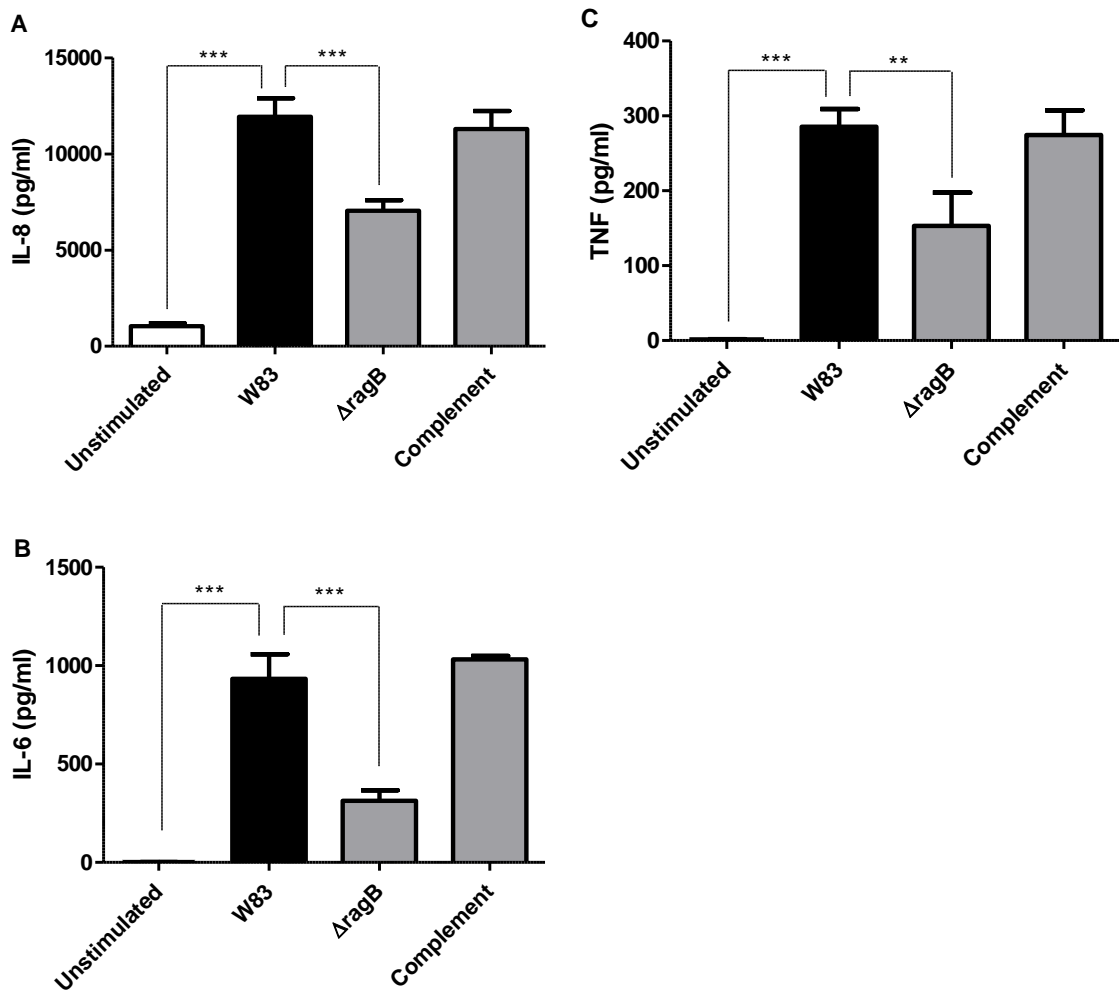 A
IL-8 (pg/ml)
15000
10000
5000
0
*** ***
Unstimulated
W83
ΔragB
Complement
C
TNF (pg/ml)
400
300
200
100
0
*** **
Unstimulated
W83
ΔragB
Complement
B
IL-6 (pg/ml)
1500
1000
500
0
*** ***
Unstimulated
W83
ΔragB
Complement